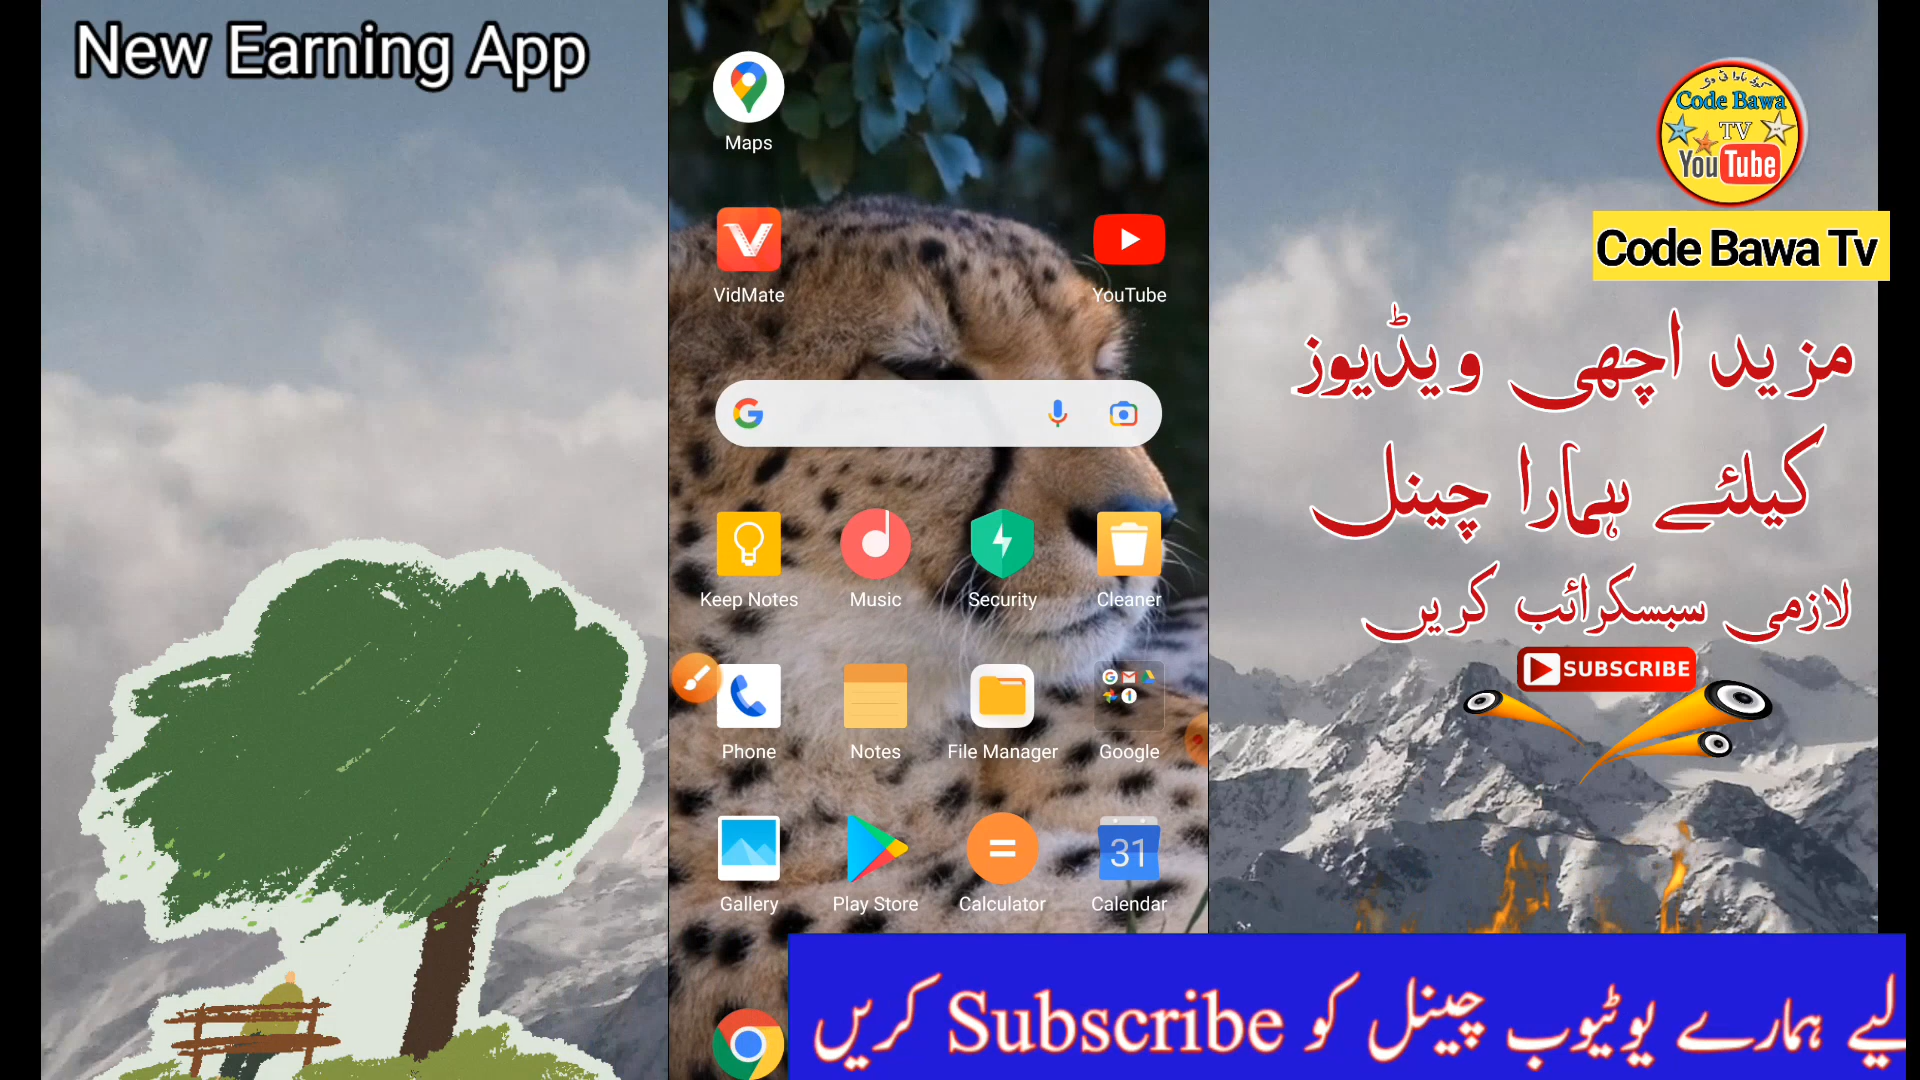 New Earning App
Maps
VidMate
YouTube
Keep Notes
Music
Security
Cleaner
Phone
Notes
File Manager
Google
31
Gallery
Play Store
Calculator
Calendar
Code Bawa
TV
YouTube
Code Bawa Tv
مزید اچھی ویڈیوز
کیلئے ہمارا چینل
لازمی سبسکرائب کریں
SUBSCRIBE
لیے ہمارے یوٹیوب چینل کو Subscribe کریں